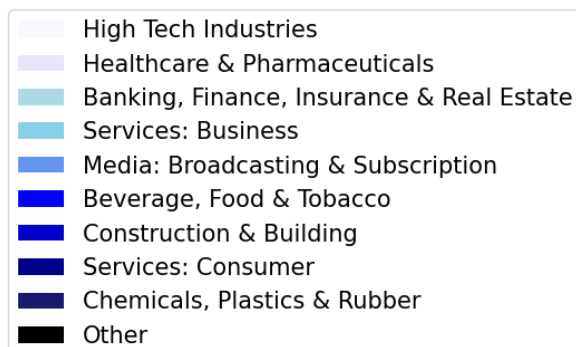 High Tech Industries
Healthcare & Pharmaceuticals
Banking, Finance, Insurance & Real Estate
Services: Business
Media: Broadcasting & Subscription
Beverage, Food & Tobacco
Construction & Building
Services: Consumer
Chemicals, Plastics & Rubber
Other